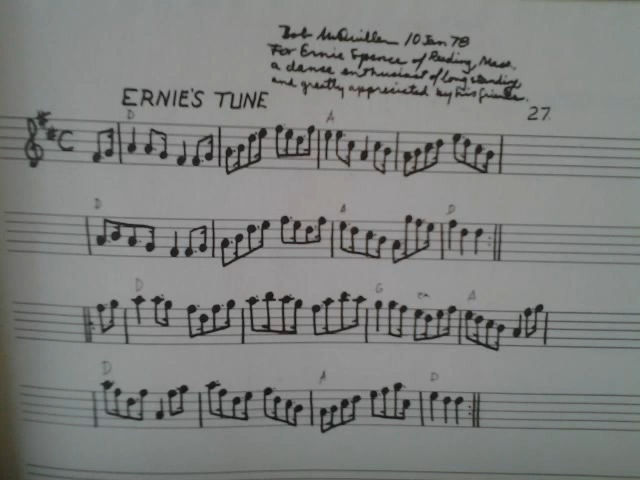 Bob McQuillen 10 Jan 78
For Ernie Spence of Reading, Mass.
a dance enthusiast of long standing
and greatly appreciated by his friends.
ERNIE'S TUNE
27.
D A
C
D A D
D G Em A
D A D